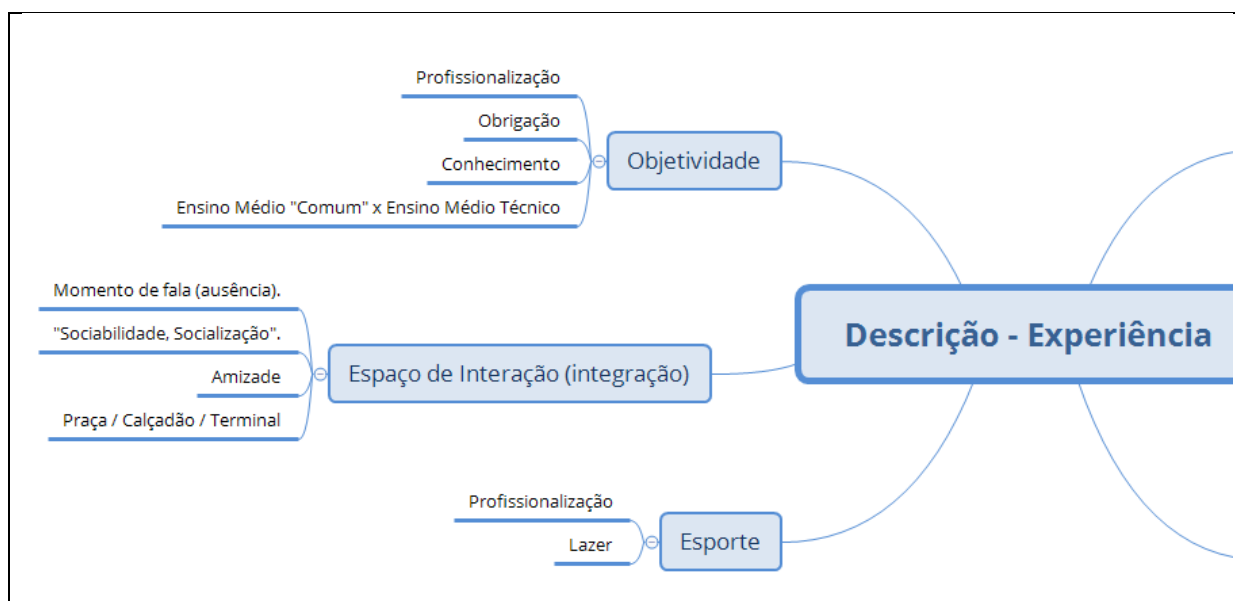 Profissionalização
Obrigação
Conhecimento
Ensino Médio "Comum" x Ensino Médio Técnico
Objetividade
Momento de fala (ausência).
"Sociabilidade, Socialização".
Amizade
Praça / Calçadão / Terminal
Espaço de Interação (integração)
Descrição - Experiência
Profissionalização
Lazer
Esporte